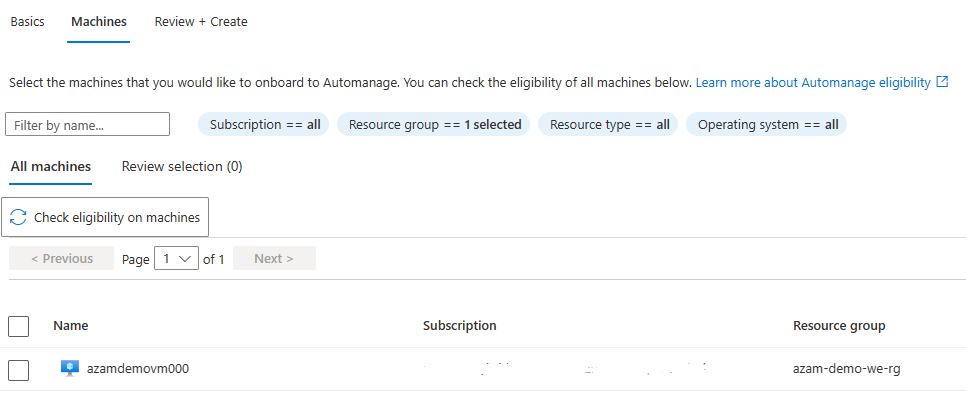 Basics Machines Review + Create
Select the machines that you would like to onboard to Automanage. You can check the eligibility of all machines below. Learn more about Automanage eligibility
Filter by name... Subscription == all Resource group == 1 selected Resource type == all Operating system == all
All machines Review selection (0)
Check eligibility on machines
< Previous Page 1 of 1 Next >
Name Subscription Resource group
azamdemovm000 azam-demo-we-rg